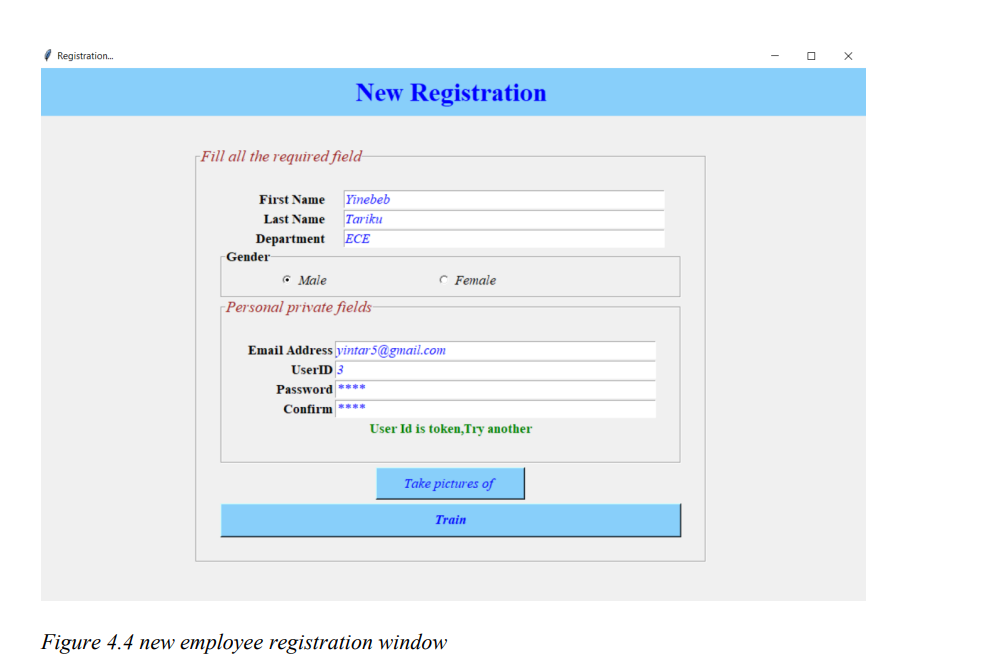 Registration...
New Registration
Fill all the required field
First Name Yinebeb
Last Name Tariku
Department ECE
Gender
Male Female
Personal private fields
Email Address yintar5@gmail.com
UserID 3
Password ****
Confirm ****
User Id is token,Try another
Take pictures of
Train
Figure 4.4 new employee registration window